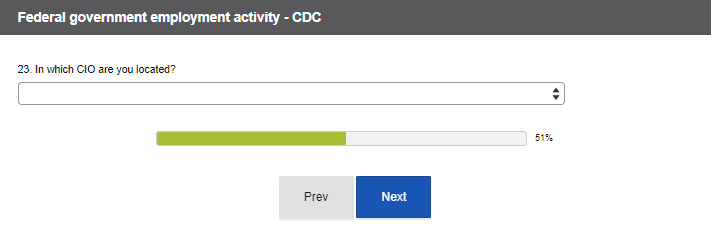 Federal government employment activity - CDC
23. In which CIO are you located?
51%
Prev
Next